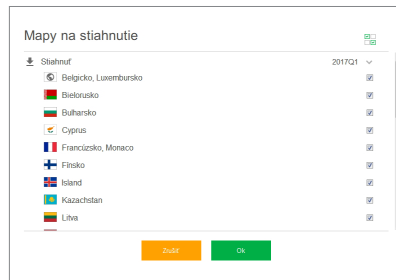 Mapy na stiahnutie
Stiahnuť 2017Q1
Belgicko, Luxembursko
Bielorusko
Bulharsko
Cyprus
Francúzsko, Monaco
Fínsko
Island
Kazachstan
Litva
Zrušiť Ok